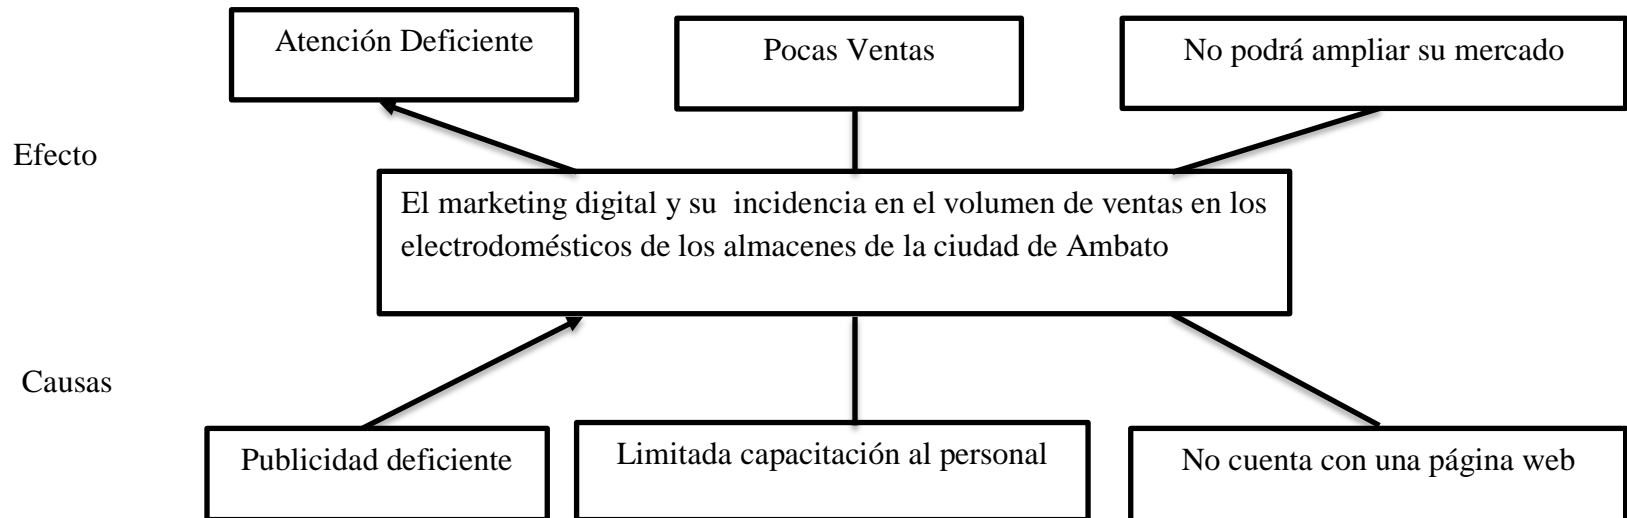 Atención Deficiente
Pocas Ventas
No podrá ampliar su mercado
Efecto
El marketing digital y su  incidencia en el volumen de ventas en los
electrodomésticos de los almacenes de la ciudad de Ambato
Causas
Publicidad deficiente
Limitada capacitación al personal
No cuenta con una página web